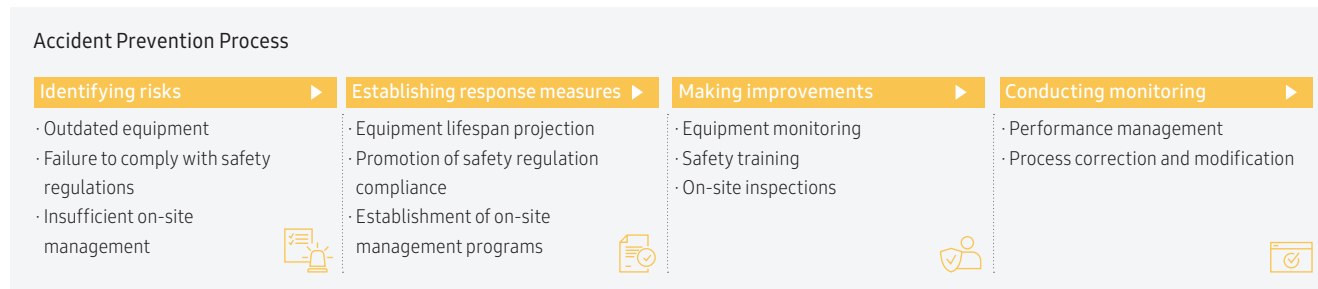 Accident Prevention Process
Identifying risks
· Outdated equipment
· Failure to comply with safety
regulations
· Insufficient on-site
management
Establishing response measures
· Equipment lifespan projection
· Promotion of safety regulation
compliance
· Establishment of on-site
management programs
Making improvements
· Equipment monitoring
· Safety training
· On-site inspections
Conducting monitoring
· Performance management
· Process correction and modification